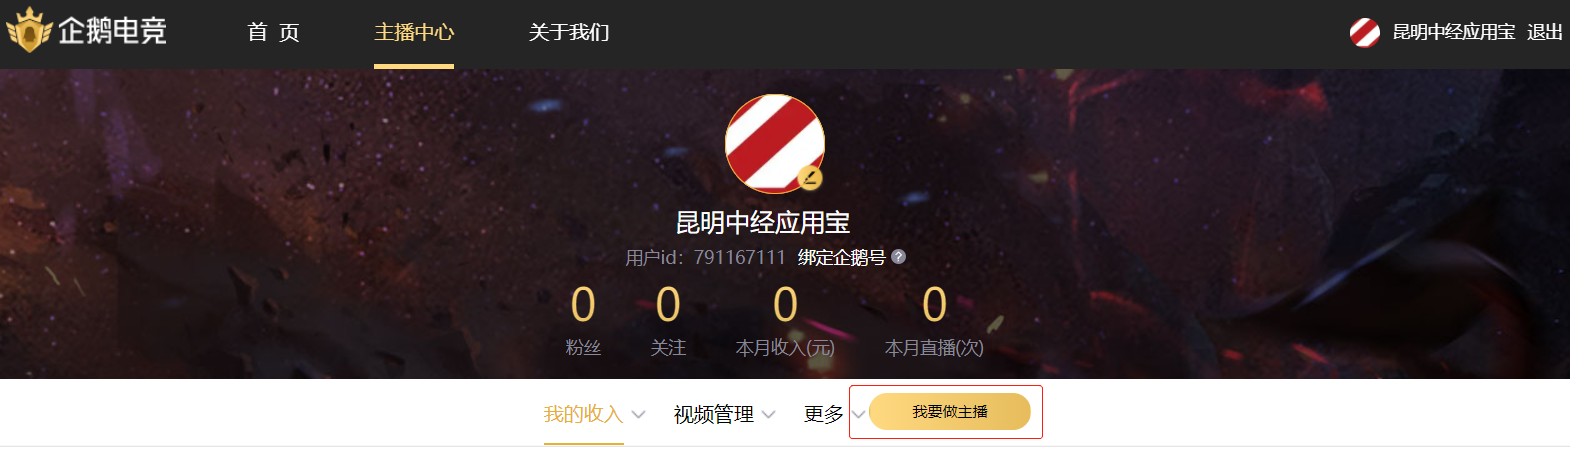 企鹅电竞 首 页 主播中心 关于我们 昆明中经应用宝 退出
昆明中经应用宝
用户id：791167111 绑定企鹅号 ?
0 0 0 0
粉丝 关注 本月收入(元) 本月直播(次)
我的收入 视频管理 更多 我要做主播